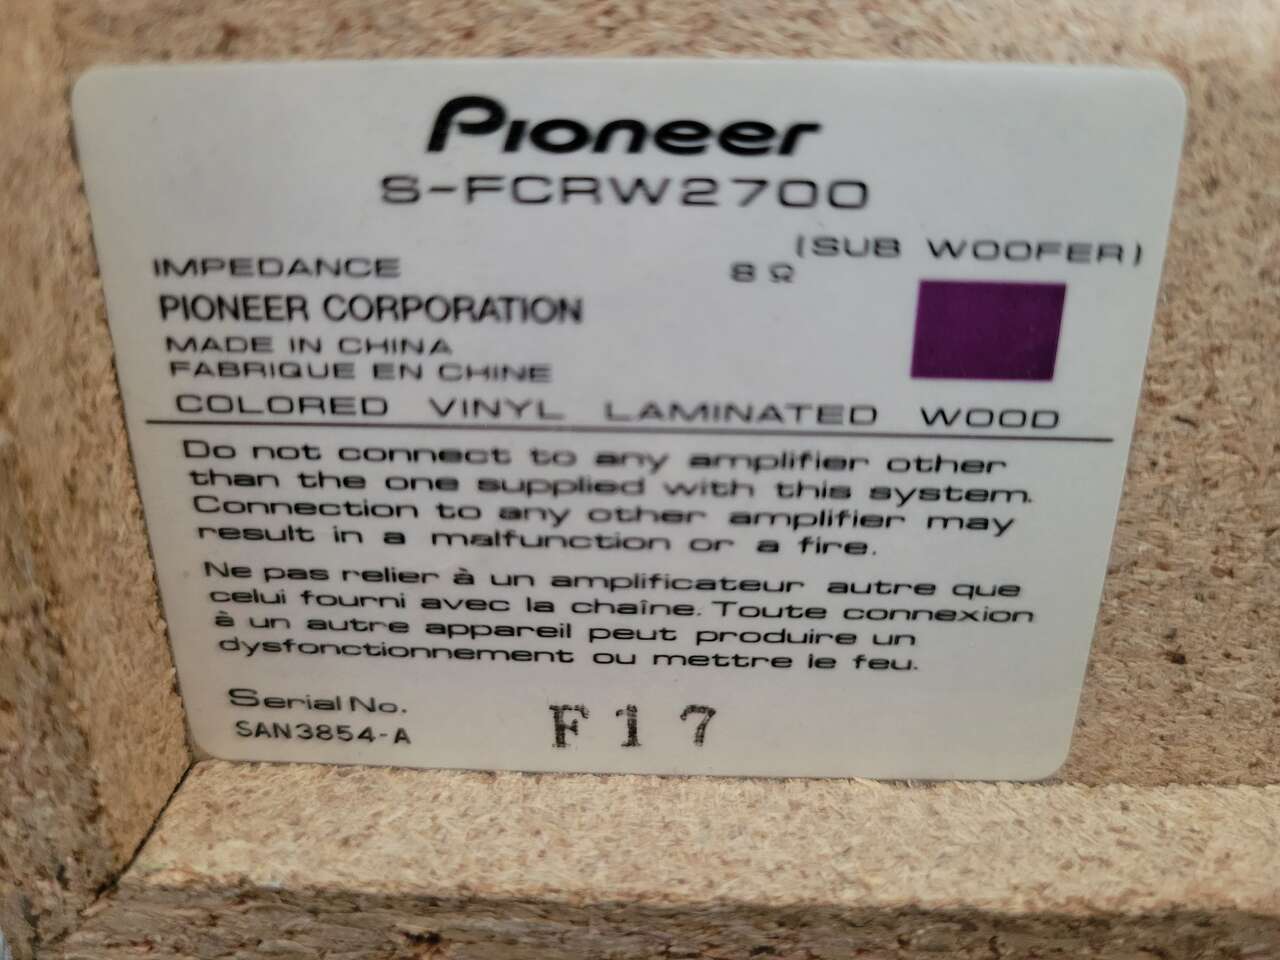 Pioneer
S-FCRW2700
(SUB WOOFER)
IMPEDANCE 8 Ω
PIONEER CORPORATION
MADE IN CHINA
FABRIQUE EN CHINE
COLORED VINYL LAMINATED WOOD
Do not connect to any amplifier other
than the one supplied with this system.
Connection to any other amplifier may
result in a malfunction or a fire.
Ne pas relier à un amplificateur autre que
celui fourni avec la chaîne. Toute connexion
à un autre appareil peut produire un
dysfonctionnement ou mettre le feu.
Serial No.
SAN3854-A F17